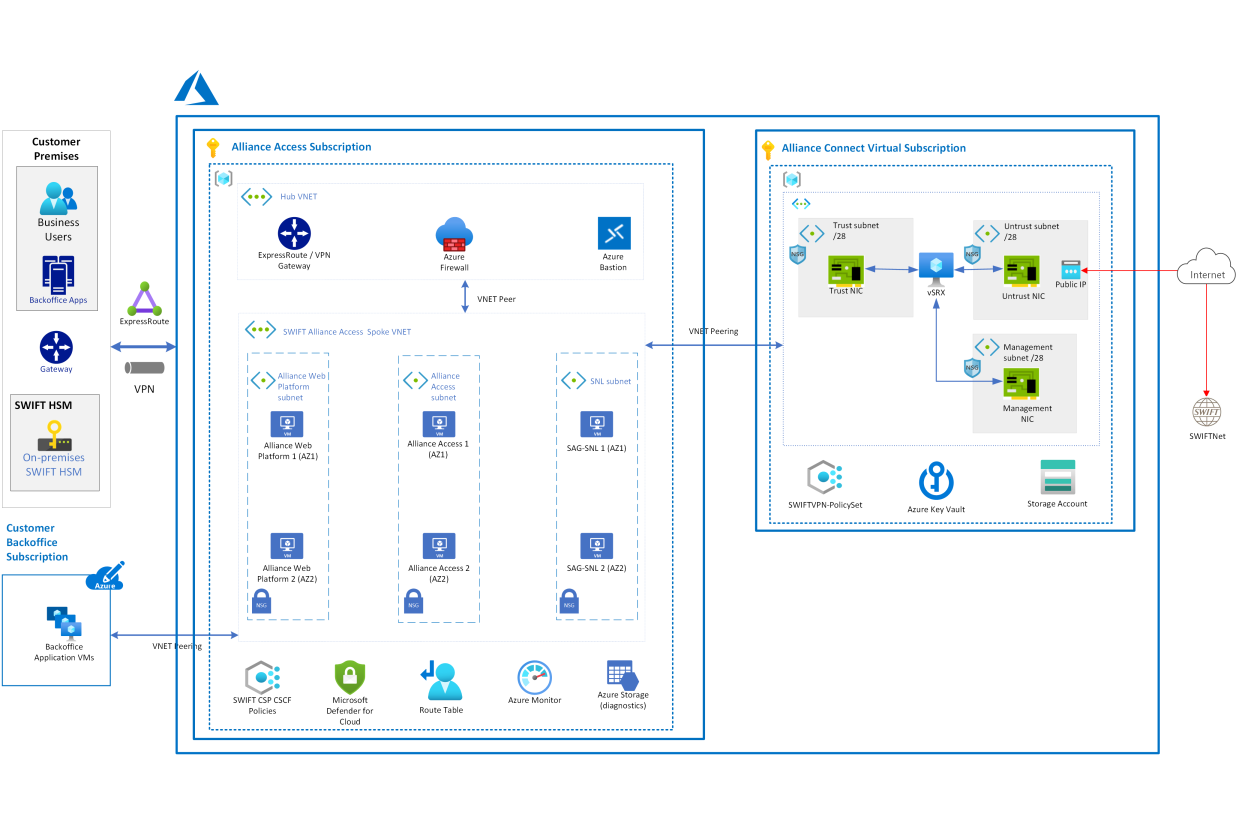 Customer
Premises
Business
Users
Backoffice Apps
Gateway
SWIFT HSM
On-premises
SWIFT HSM
ExpressRoute
VPN
Customer
Backoffice
Subscription
Azure
Backoffice
Application VMs
VNET Peering
Alliance Access Subscription
Hub VNET
ExpressRoute / VPN
Gateway
Azure
Firewall
Azure
Bastion
VNET Peer
SWIFT Alliance Access Spoke VNET
Alliance Web
Platform
subnet
VM
Alliance Web
Platform 1 (AZ1)
VM
Alliance Web
Platform 2 (AZ2)
NSG
Alliance
Access
subnet
VM
Alliance Access 1
(AZ1)
VM
Alliance Access 2
(AZ2)
NSG
SNL subnet
VM
SAG-SNL 1 (AZ1)
VM
SAG-SNL 2 (AZ2)
NSG
SWIFT CSP CSCF
Policies
Microsoft
Defender for
Cloud
Route Table
Azure Monitor
Azure Storage
(diagnostics)
VNET Peering
Alliance Connect Virtual Subscription
Trust subnet
/28
NSG
Trust NIC
vSRX
Untrust subnet
/28
NSG
Untrust NIC
Public IP
Management
subnet /28
NSG
Management
NIC
SWIFTVPN-PolicySet
Azure Key Vault
Storage Account
Internet
SWIFT
SWIFTNet